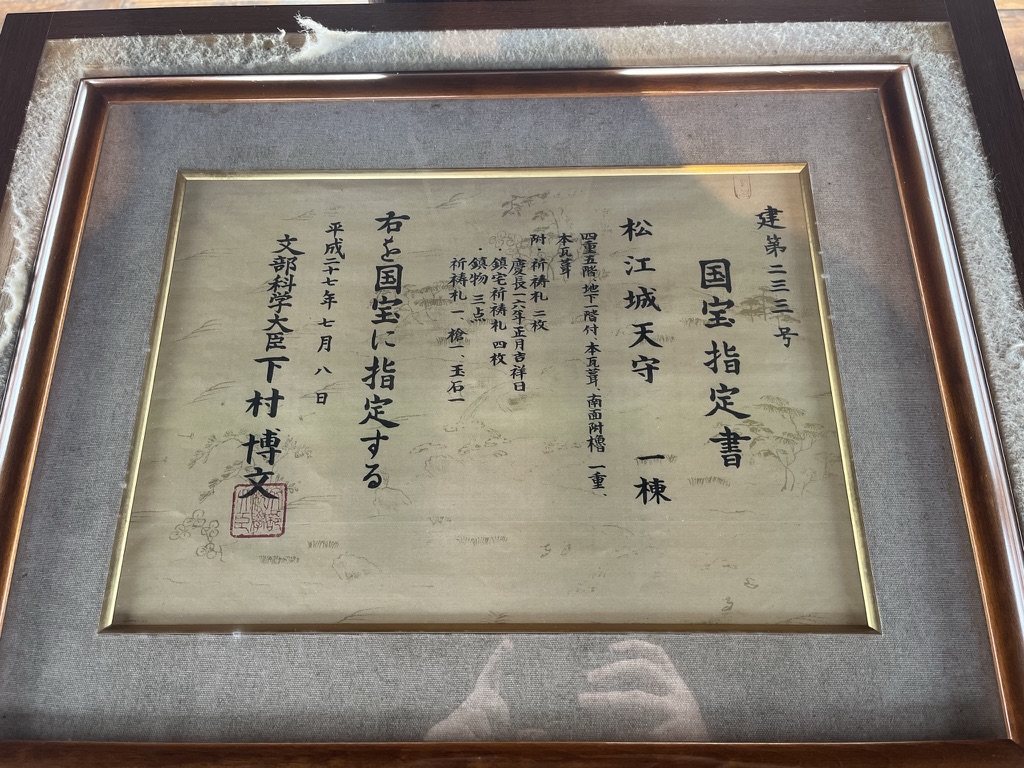 建第二三三号
国宝指定書
松江城天守　一棟
四重五階、地下一階付、本瓦葺、南面附櫓　一重、
本瓦葺
附・祈祷札　二枚
慶長一六年正月吉祥日
鎮宅祈祷札　四枚
・鎮物　三点
祈祷札一、槍一、玉石一
右を国宝に指定する
平成二十七年七月八日
文部科学大臣　下村博文